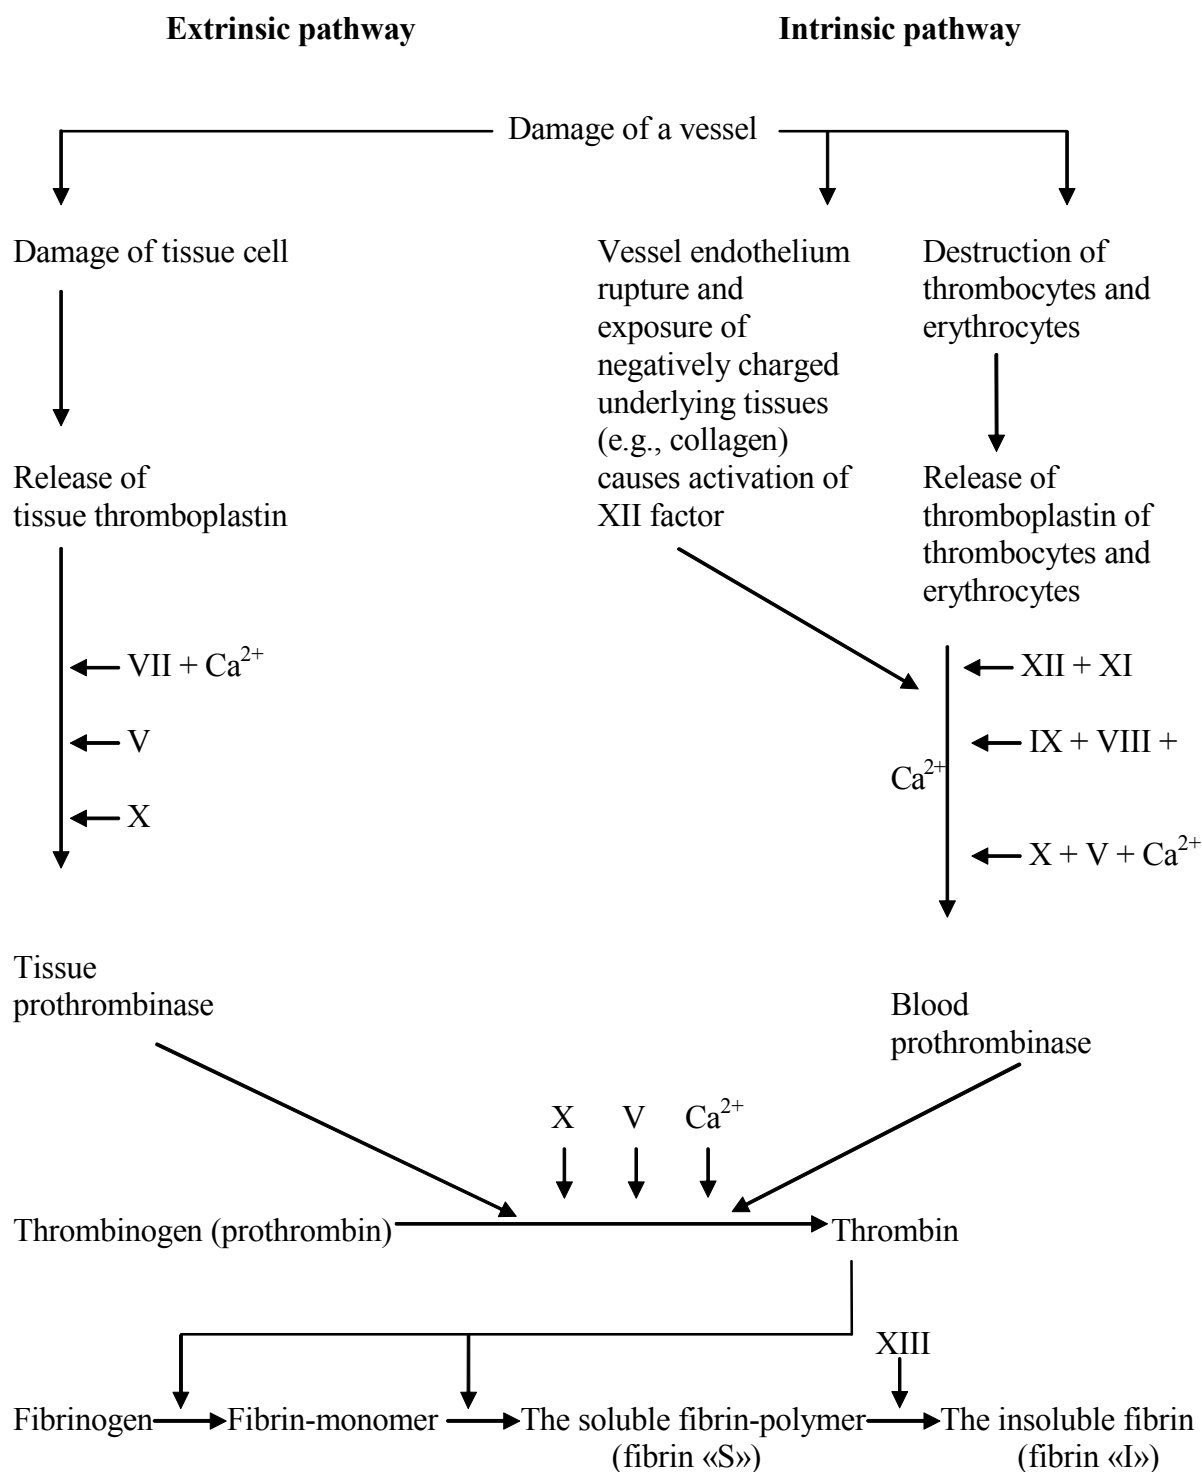 Extrinsic pathway
Intrinsic pathway
Damage of a vessel
Damage of tissue cell
Vessel endothelium
rupture and
exposure of
negatively charged
underlying tissues
(e.g., collagen)
causes activation of
XII factor
Destruction of
thrombocytes and
erythrocytes
Release of
tissue thromboplastin
Release of
thromboplastin of
thrombocytes and
erythrocytes
VII + Ca²⁺
V
X
XII + XI
IX + VIII +
Ca²⁺
X + V + Ca²⁺
Tissue
prothrombinase
Blood
prothrombinase
X
V
Ca²⁺
Thrombinogen (prothrombin)
Thrombin
XIII
Fibrinogen
Fibrin-monomer
The soluble fibrin-polymer
(fibrin «S»)
The insoluble fibrin
(fibrin «I»)